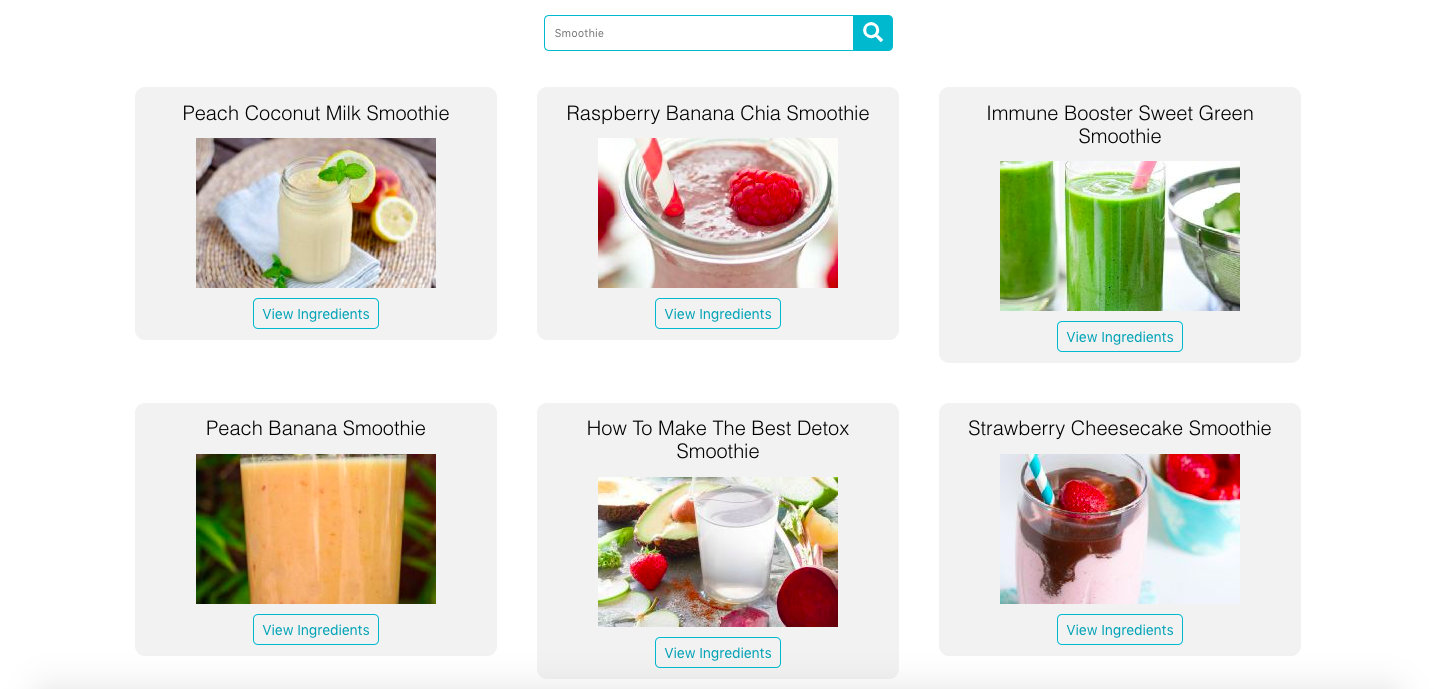 Smoothie
Peach Coconut Milk Smoothie
View Ingredients
Raspberry Banana Chia Smoothie
View Ingredients
Immune Booster Sweet Green
Smoothie
View Ingredients
Peach Banana Smoothie
View Ingredients
How To Make The Best Detox
Smoothie
View Ingredients
Strawberry Cheesecake Smoothie
View Ingredients